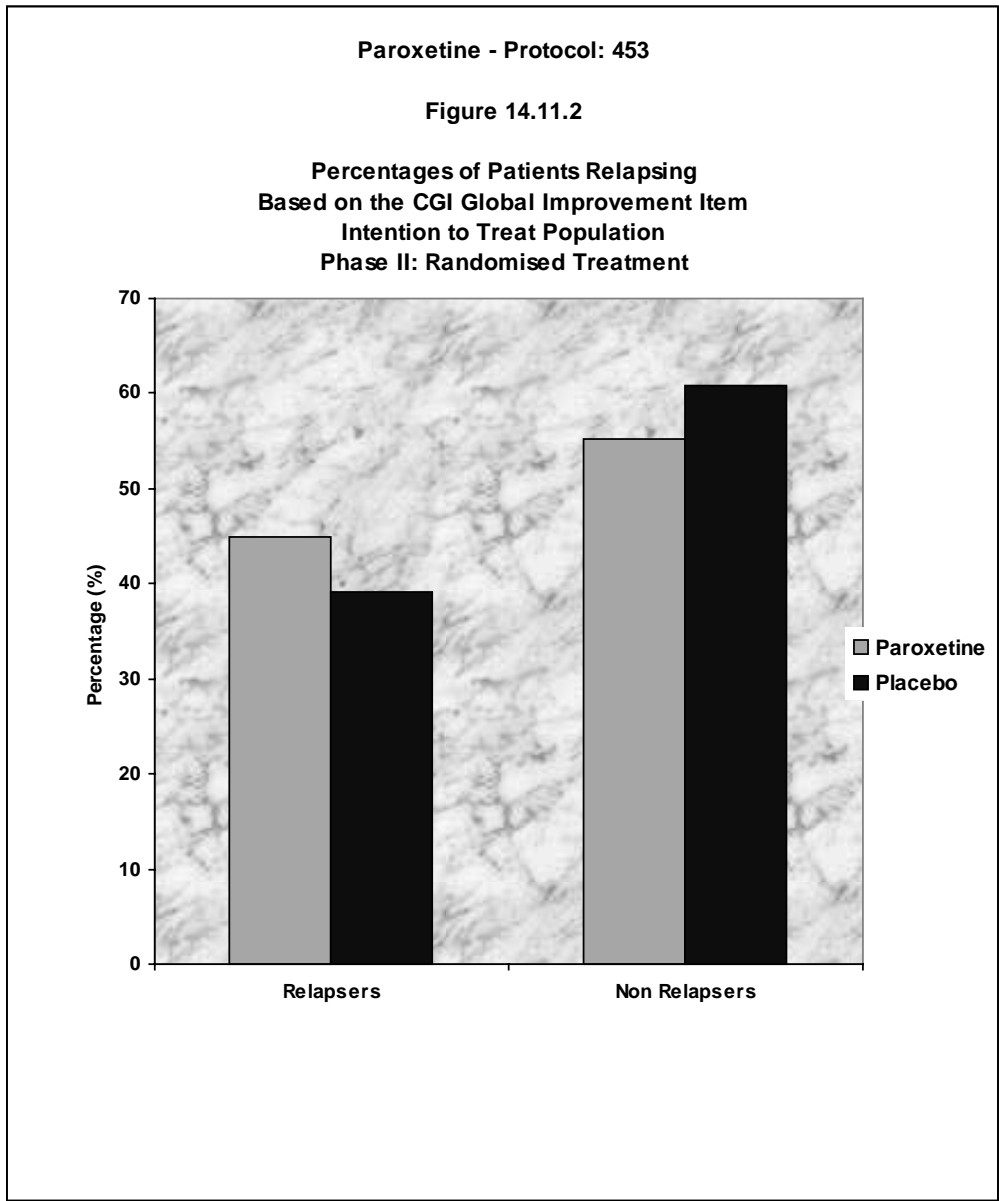 Paroxetine - Protocol: 453
Figure 14.11.2
Percentages of Patients Relapsing
Based on the CGI Global Improvement Item
Intention to Treat Population
Phase II: Randomised Treatment
70
60
50
40
30
20
10
0
Percentage (%)
Relapsers
Non Relapsers
Paroxetine
Placebo